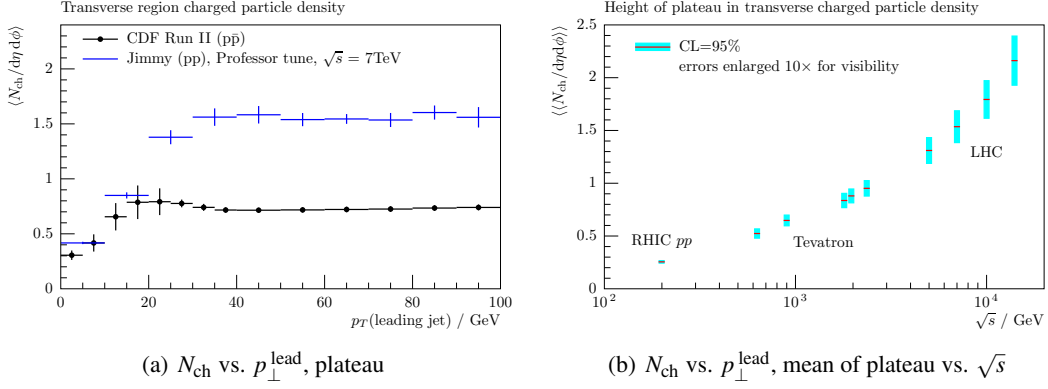 Transverse region charged particle density
⟨N_ch/dη dϕ⟩
CDF Run II (pp̄)
Jimmy (pp), Professor tune, √s = 7TeV
2
1.5
1
0.5
0
0 20 40 60 80 100
p_T(leading jet) / GeV
(a) N_ch vs. p_⊥^lead, plateau
Height of plateau in transverse charged particle density
⟨⟨N_ch/dηdϕ⟩⟩
CL=95%
errors enlarged 10× for visibility
2.5
2
1.5
1
0.5
0
LHC
Tevatron
RHIC pp
10^2 10^3 10^4
√s / GeV
(b) N_ch vs. p_⊥^lead, mean of plateau vs. √s